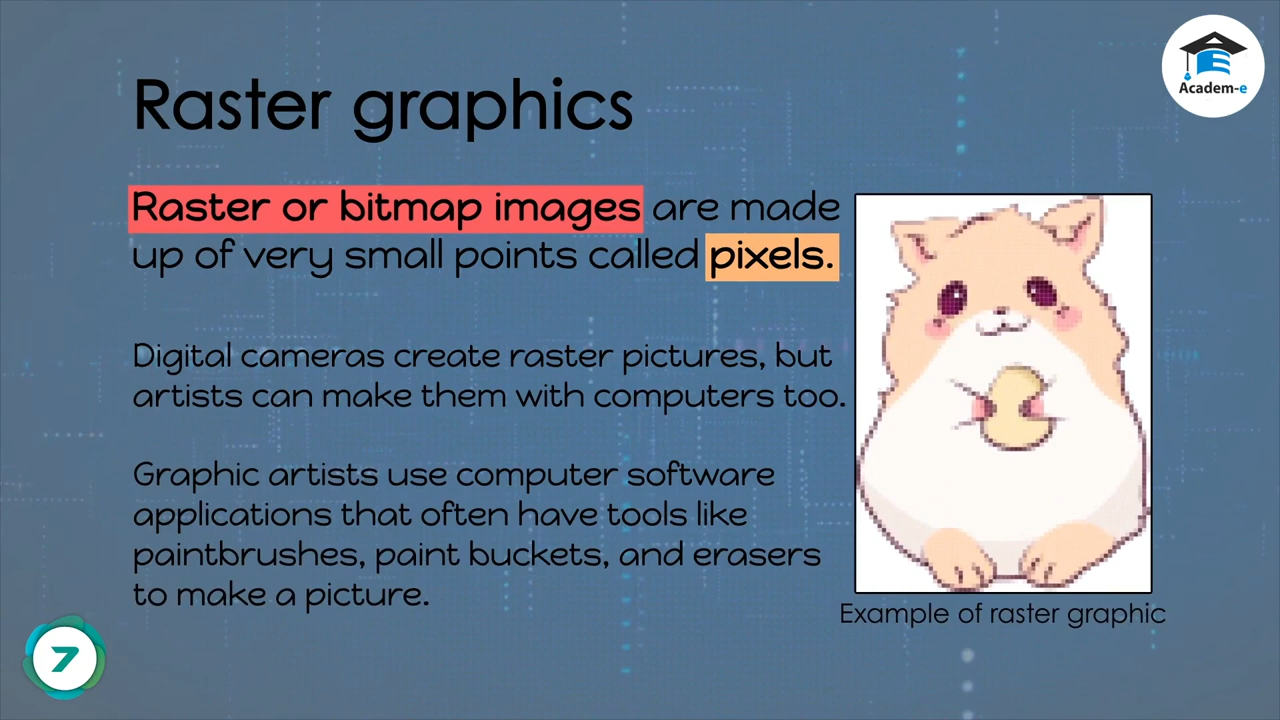 Academ-e
Raster graphics
Raster or bitmap images are made
up of very small points called pixels.
Digital cameras create raster pictures, but
artists can make them with computers too.
Graphic artists use computer software
applications that often have tools like
paintbrushes, paint buckets, and erasers
to make a picture.
Example of raster graphic
7